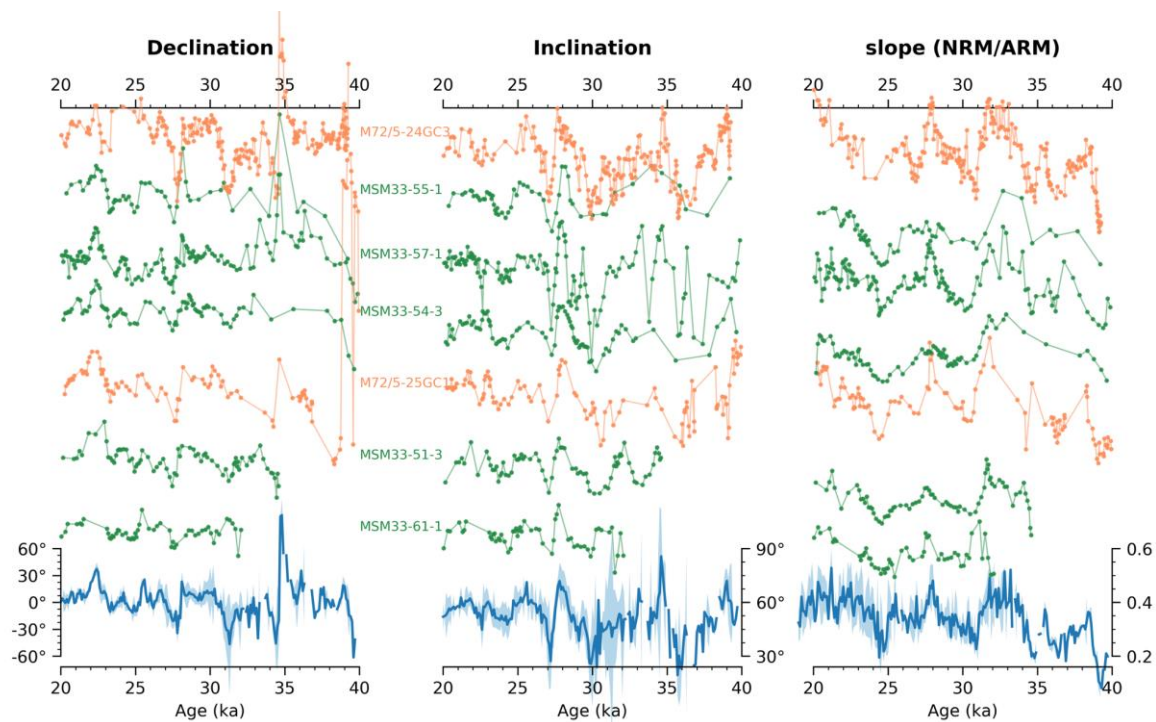 Declination Inclination slope (NRM/ARM)
20 25 30 35 40 20 25 30 35 40 20 25 30 35 40
M72/5-24GC3
MSM33-55-1
MSM33-57-1
MSM33-54-3
M72/5-25GC1
MSM33-51-3
MSM33-61-1
60° 90° 0.6
30°
0° 60° 0.4
-30°
-60° 30° 0.2
20 25 30 35 40 20 25 30 35 40 20 25 30 35 40
Age (ka) Age (ka) Age (ka)